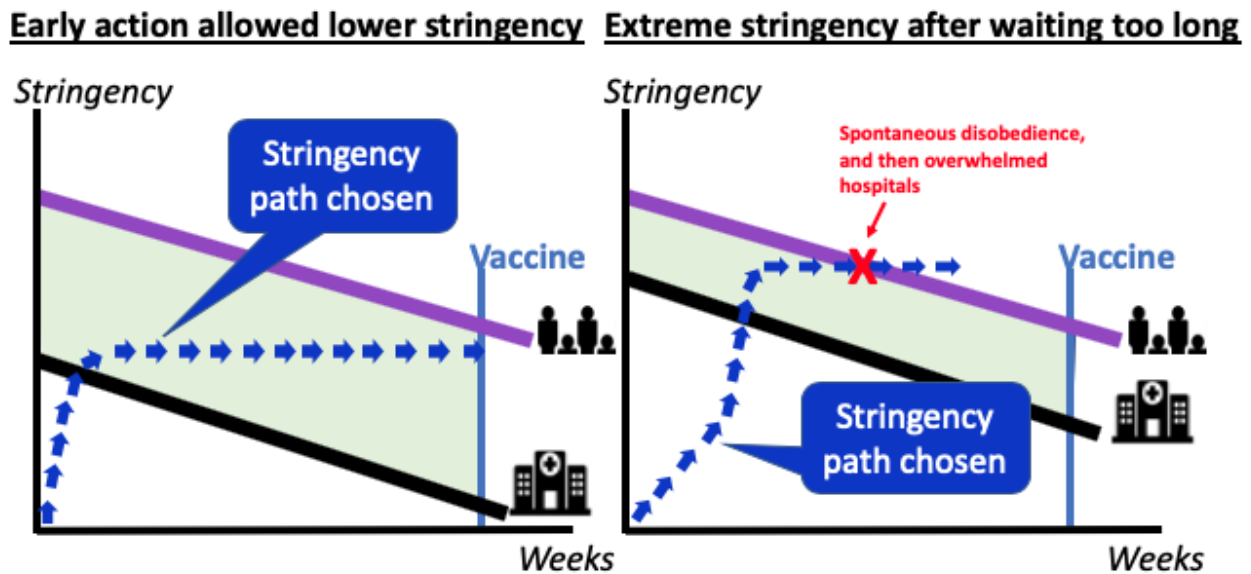 Early action allowed lower stringency
Extreme stringency after waiting too long
Stringency
Stringency
path chosen
Vaccine
Weeks
Stringency
Spontaneous disobedience,
and then overwhelmed
hospitals
X
Vaccine
Stringency
path chosen
Weeks